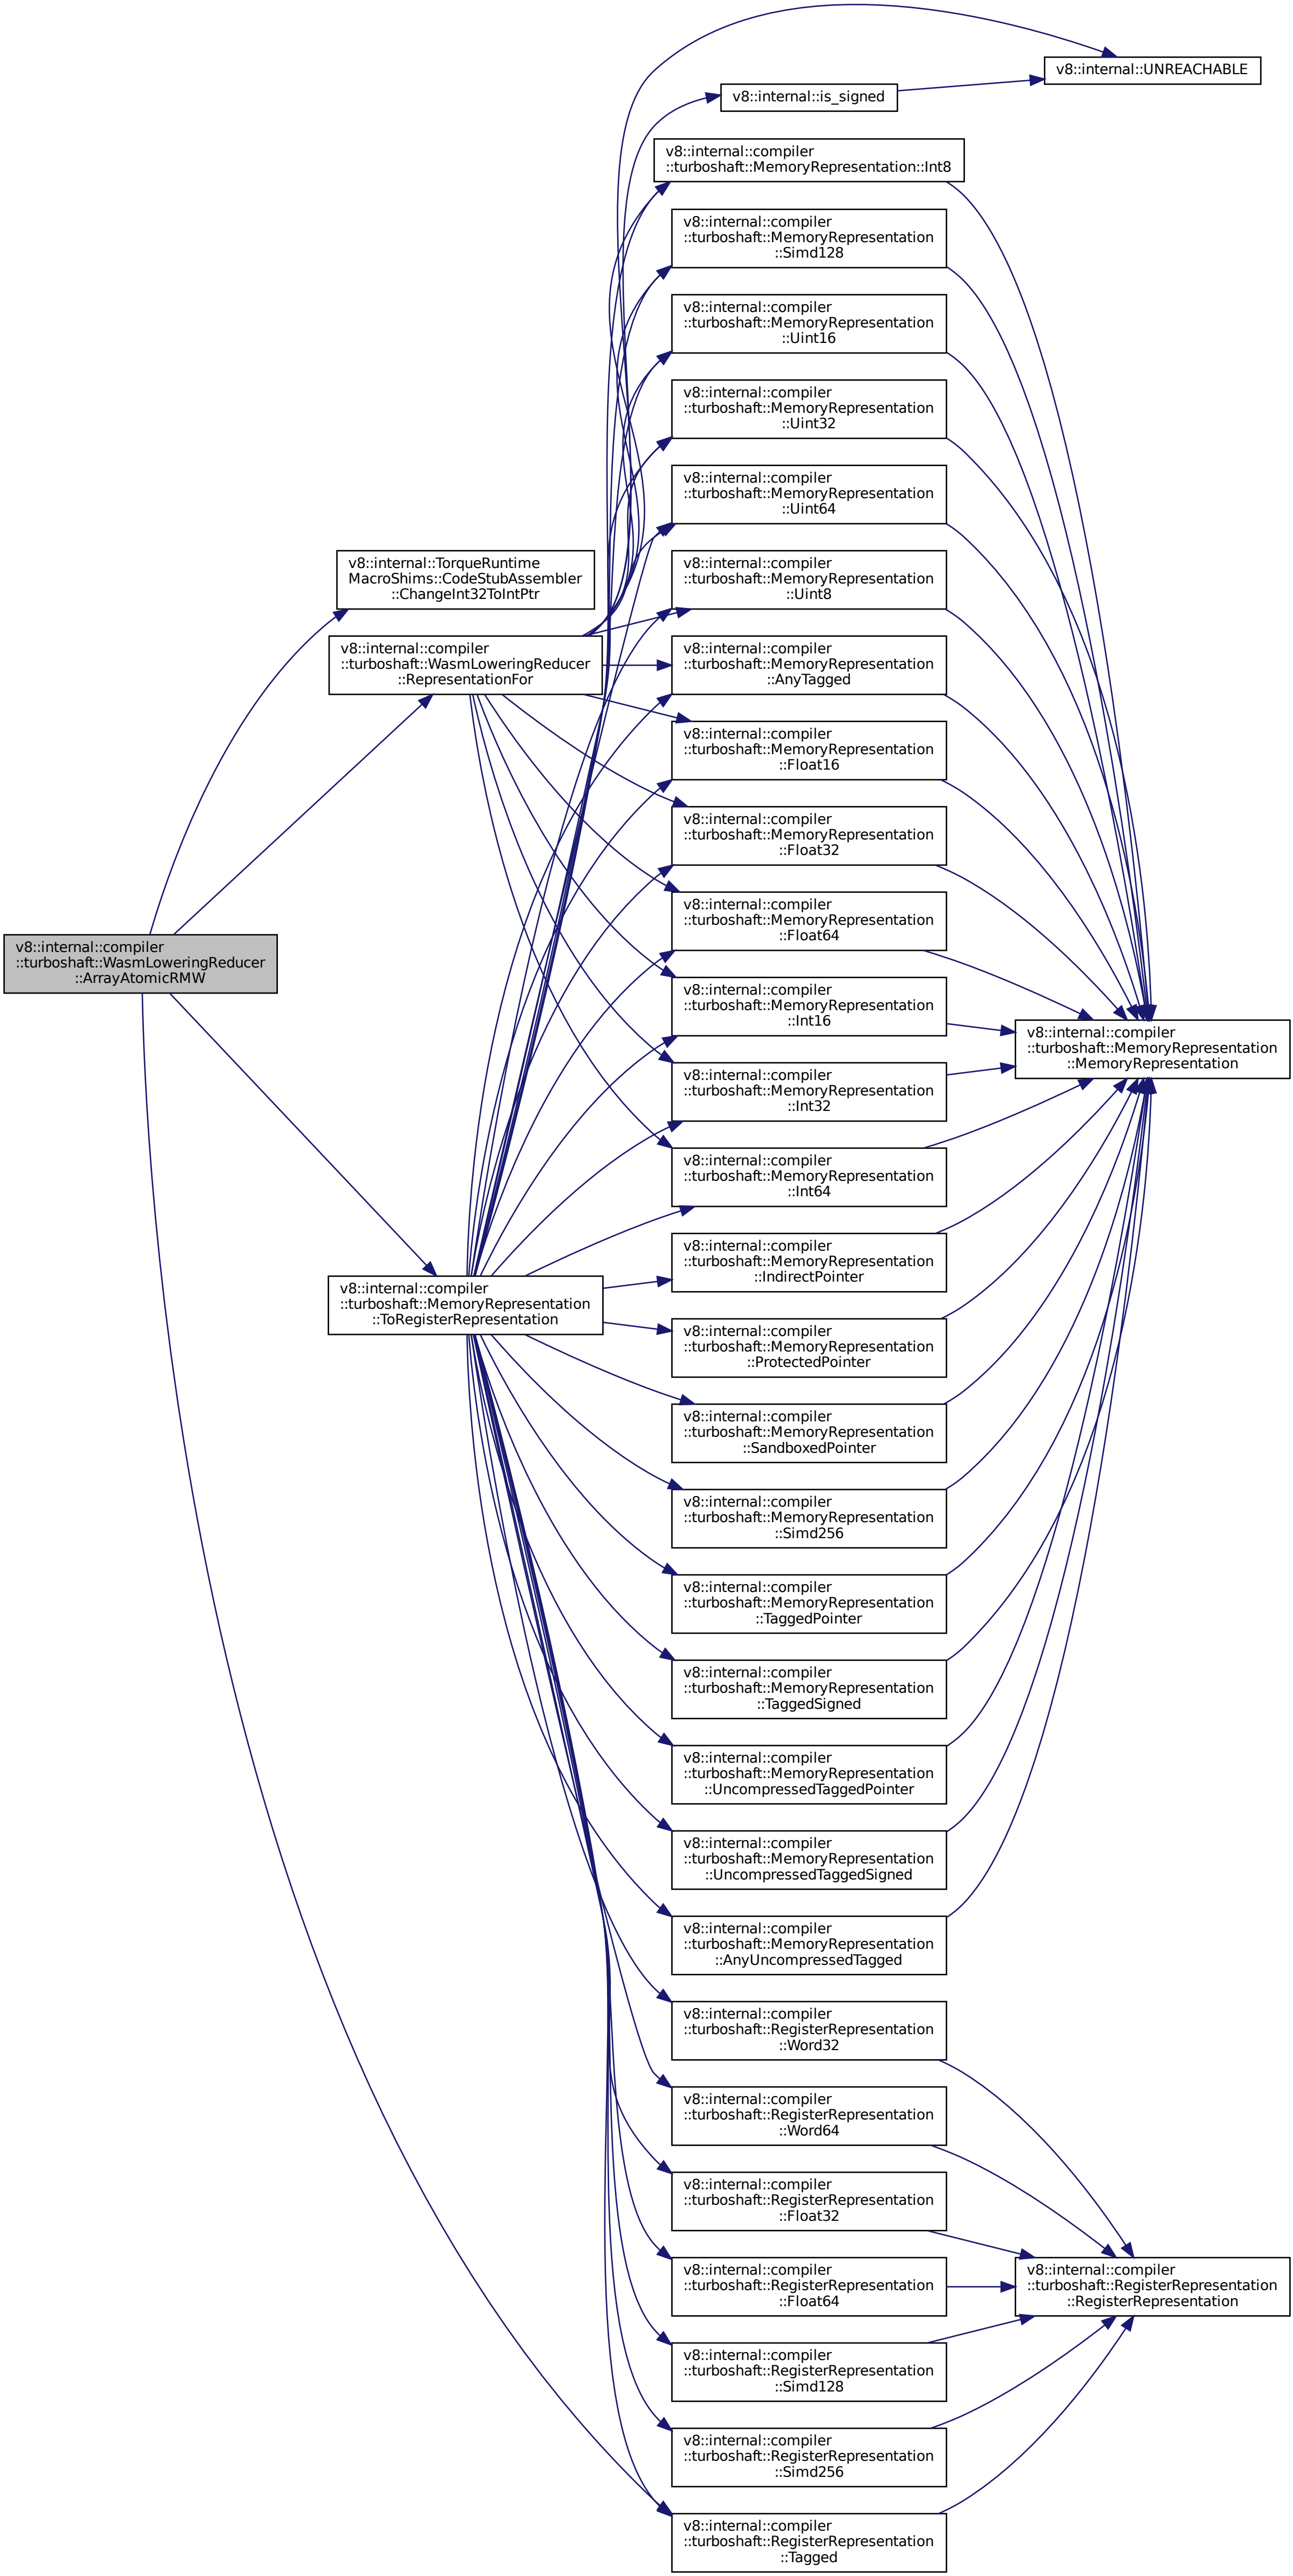 v8::internal::UNREACHABLE
v8::internal::is_signed
v8::internal::compiler
::turboshaft::MemoryRepresentation::Int8
v8::internal::compiler
::turboshaft::MemoryRepresentation
::Simd128
v8::internal::compiler
::turboshaft::MemoryRepresentation
::Uint16
v8::internal::compiler
::turboshaft::MemoryRepresentation
::Uint32
v8::internal::compiler
::turboshaft::MemoryRepresentation
::Uint64
v8::internal::TorqueRuntime
MacroShims::CodeStubAssembler
::ChangeInt32ToIntPtr
v8::internal::compiler
::turboshaft::MemoryRepresentation
::Uint8
v8::internal::compiler
::turboshaft::WasmLoweringReducer
::RepresentationFor
v8::internal::compiler
::turboshaft::MemoryRepresentation
::AnyTagged
v8::internal::compiler
::turboshaft::MemoryRepresentation
::Float16
v8::internal::compiler
::turboshaft::MemoryRepresentation
::Float32
v8::internal::compiler
::turboshaft::MemoryRepresentation
::Float64
v8::internal::compiler
::turboshaft::WasmLoweringReducer
::ArrayAtomicRMW
v8::internal::compiler
::turboshaft::MemoryRepresentation
::Int16
v8::internal::compiler
::turboshaft::MemoryRepresentation
::MemoryRepresentation
v8::internal::compiler
::turboshaft::MemoryRepresentation
::Int32
v8::internal::compiler
::turboshaft::MemoryRepresentation
::Int64
v8::internal::compiler
::turboshaft::MemoryRepresentation
::IndirectPointer
v8::internal::compiler
::turboshaft::MemoryRepresentation
::ToRegisterRepresentation
v8::internal::compiler
::turboshaft::MemoryRepresentation
::ProtectedPointer
v8::internal::compiler
::turboshaft::MemoryRepresentation
::SandboxedPointer
v8::internal::compiler
::turboshaft::MemoryRepresentation
::Simd256
v8::internal::compiler
::turboshaft::MemoryRepresentation
::TaggedPointer
v8::internal::compiler
::turboshaft::MemoryRepresentation
::TaggedSigned
v8::internal::compiler
::turboshaft::MemoryRepresentation
::UncompressedTaggedPointer
v8::internal::compiler
::turboshaft::MemoryRepresentation
::UncompressedTaggedSigned
v8::internal::compiler
::turboshaft::MemoryRepresentation
::AnyUncompressedTagged
v8::internal::compiler
::turboshaft::RegisterRepresentation
::Word32
v8::internal::compiler
::turboshaft::RegisterRepresentation
::Word64
v8::internal::compiler
::turboshaft::RegisterRepresentation
::Float32
v8::internal::compiler
::turboshaft::RegisterRepresentation
::Float64
v8::internal::compiler
::turboshaft::RegisterRepresentation
::RegisterRepresentation
v8::internal::compiler
::turboshaft::RegisterRepresentation
::Simd128
v8::internal::compiler
::turboshaft::RegisterRepresentation
::Simd256
v8::internal::compiler
::turboshaft::RegisterRepresentation
::Tagged